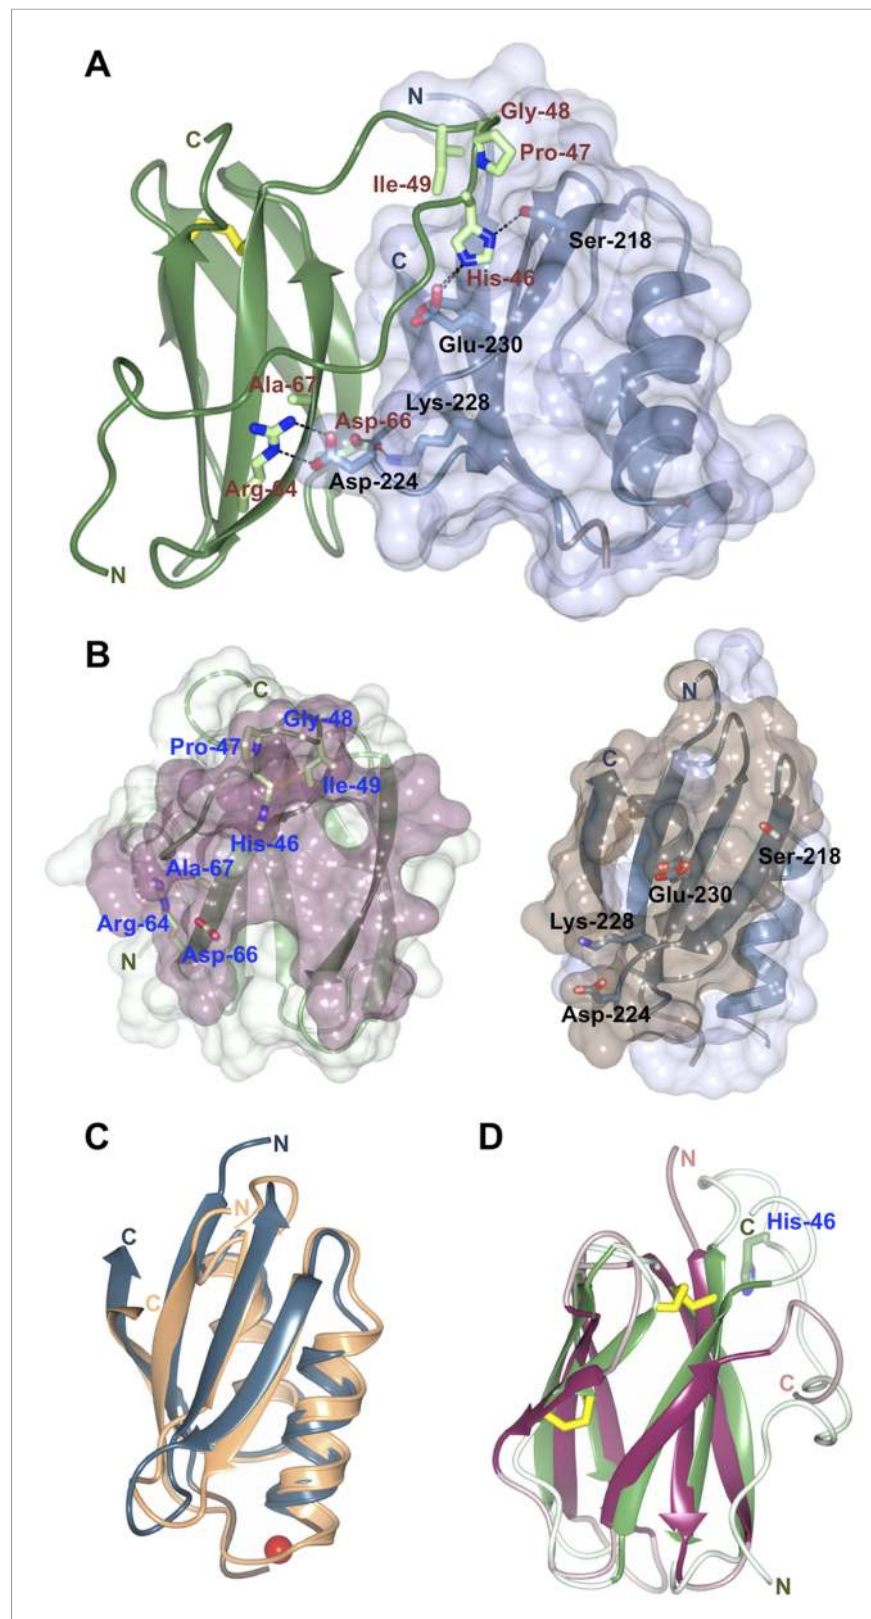 A
N
Gly-48
C
Pro-47
Ile-49
Ser-218
C
His-46
Glu-230
Ala-67
Lys-228
Asp-66
Arg-64
Asp-224
N
B
C
Gly-48
Pro-47
Ile-49
His-46
Ala-67
Arg-64
N
Asp-66
N
C
Ser-218
Glu-230
Lys-228
Asp-224
C
N
N
C
C
D
N
C
His-46
C
N